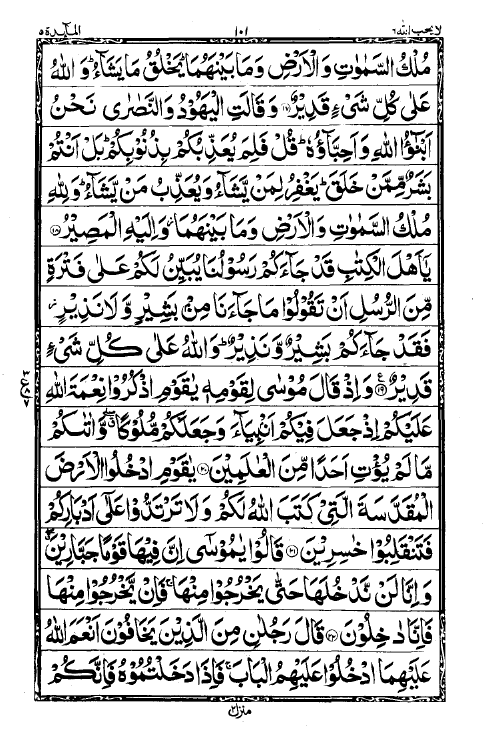 لا يحب الله ٦ ١٠١ المآئدة ٥
مُلْكُ السَّمٰوٰتِ وَالْاَرْضِ وَمَا بَيْنَهُمَا ؕ يَخْلُقُ مَا يَشَآءُ ؕ وَاللّٰهُ
عَلٰى كُلِّ شَىْءٍ قَدِيْرٌ ۝١٧ وَقَالَتِ الْيَهُوْدُ وَالنَّصٰرٰى نَحْنُ
اَبْنٰٓؤُا اللّٰهِ وَاَحِبَّآؤُهٗ ؕ قُلْ فَلِمَ يُعَذِّبُكُمْ بِذُنُوْبِكُمْ ؕ بَلْ اَنْتُمْ
بَشَرٌ مِّمَّنْ خَلَقَ ؕ يَغْفِرُ لِمَنْ يَّشَآءُ وَيُعَذِّبُ مَنْ يَّشَآءُ ؕ وَلِلّٰهِ
مُلْكُ السَّمٰوٰتِ وَالْاَرْضِ وَمَا بَيْنَهُمَا ؗ وَاِلَيْهِ الْمَصِيْرُ ۝١٨
يٰۤاَهْلَ الْكِتٰبِ قَدْ جَآءَكُمْ رَسُوْلُنَا يُبَيِّنُ لَكُمْ عَلٰى فَتْرَةٍ
مِّنَ الرُّسُلِ اَنْ تَقُوْلُوْا مَا جَآءَنَا مِنْۢ بَشِيْرٍ وَّلَا نَذِيْرٍ ؗ
فَقَدْ جَآءَكُمْ بَشِيْرٌ وَّنَذِيْرٌ ؕ وَاللّٰهُ عَلٰى كُلِّ شَىْءٍ
قَدِيْرٌ ۝١٩ وَاِذْ قَالَ مُوْسٰى لِقَوْمِهٖ يٰقَوْمِ اذْكُرُوْا نِعْمَةَ اللّٰهِ
عَلَيْكُمْ اِذْ جَعَلَ فِيْكُمْ اَنْۢبِيَآءَ وَجَعَلَكُمْ مُّلُوْكًا ۖ وَّاٰتٰىكُمْ
مَّا لَمْ يُؤْتِ اَحَدًا مِّنَ الْعٰلَمِيْنَ ۝٢٠ يٰقَوْمِ ادْخُلُوا الْاَرْضَ
الْمُقَدَّسَةَ الَّتِيْ كَتَبَ اللّٰهُ لَكُمْ وَلَا تَرْتَدُّوْا عَلٰٓى اَدْبَارِكُمْ
فَتَنْقَلِبُوْا خٰسِرِيْنَ ۝٢١ قَالُوْا يٰمُوْسٰٓى اِنَّ فِيْهَا قَوْمًا جَبَّارِيْنَ ۖ
وَاِنَّا لَنْ نَّدْخُلَهَا حَتّٰى يَخْرُجُوْا مِنْهَا ۚ فَاِنْ يَّخْرُجُوْا مِنْهَا
فَاِنَّا دٰخِلُوْنَ ۝٢٢ قَالَ رَجُلٰنِ مِنَ الَّذِيْنَ يَخَافُوْنَ اَنْعَمَ اللّٰهُ
عَلَيْهِمَا ادْخُلُوْا عَلَيْهِمُ الْبَابَ ۚ فَاِذَا دَخَلْتُمُوْهُ فَاِنَّكُمْ
منزل ٢